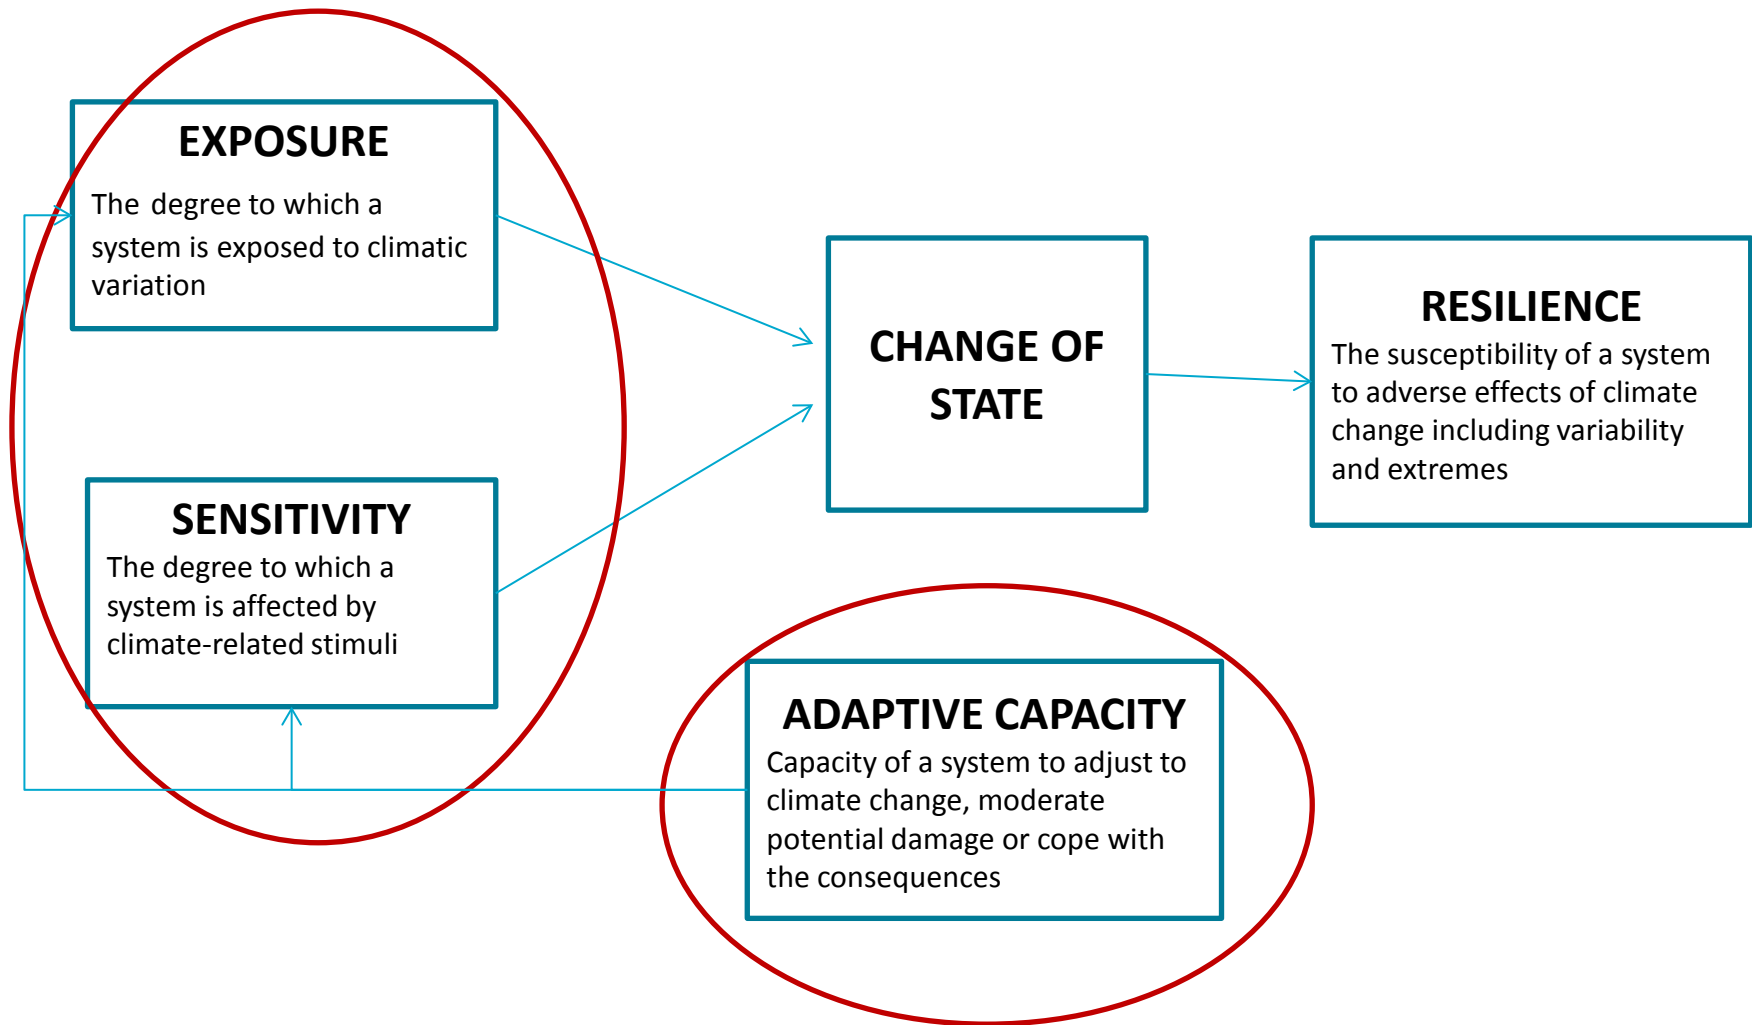 EXPOSURE
The degree to which a
system is exposed to climatic
variation
SENSITIVITY
The degree to which a
system is affected by
climate-related stimuli
CHANGE OF
STATE
RESILIENCE
The susceptibility of a system
to adverse effects of climate
change including variability
and extremes
ADAPTIVE CAPACITY
Capacity of a system to adjust to
climate change, moderate
potential damage or cope with
the consequences